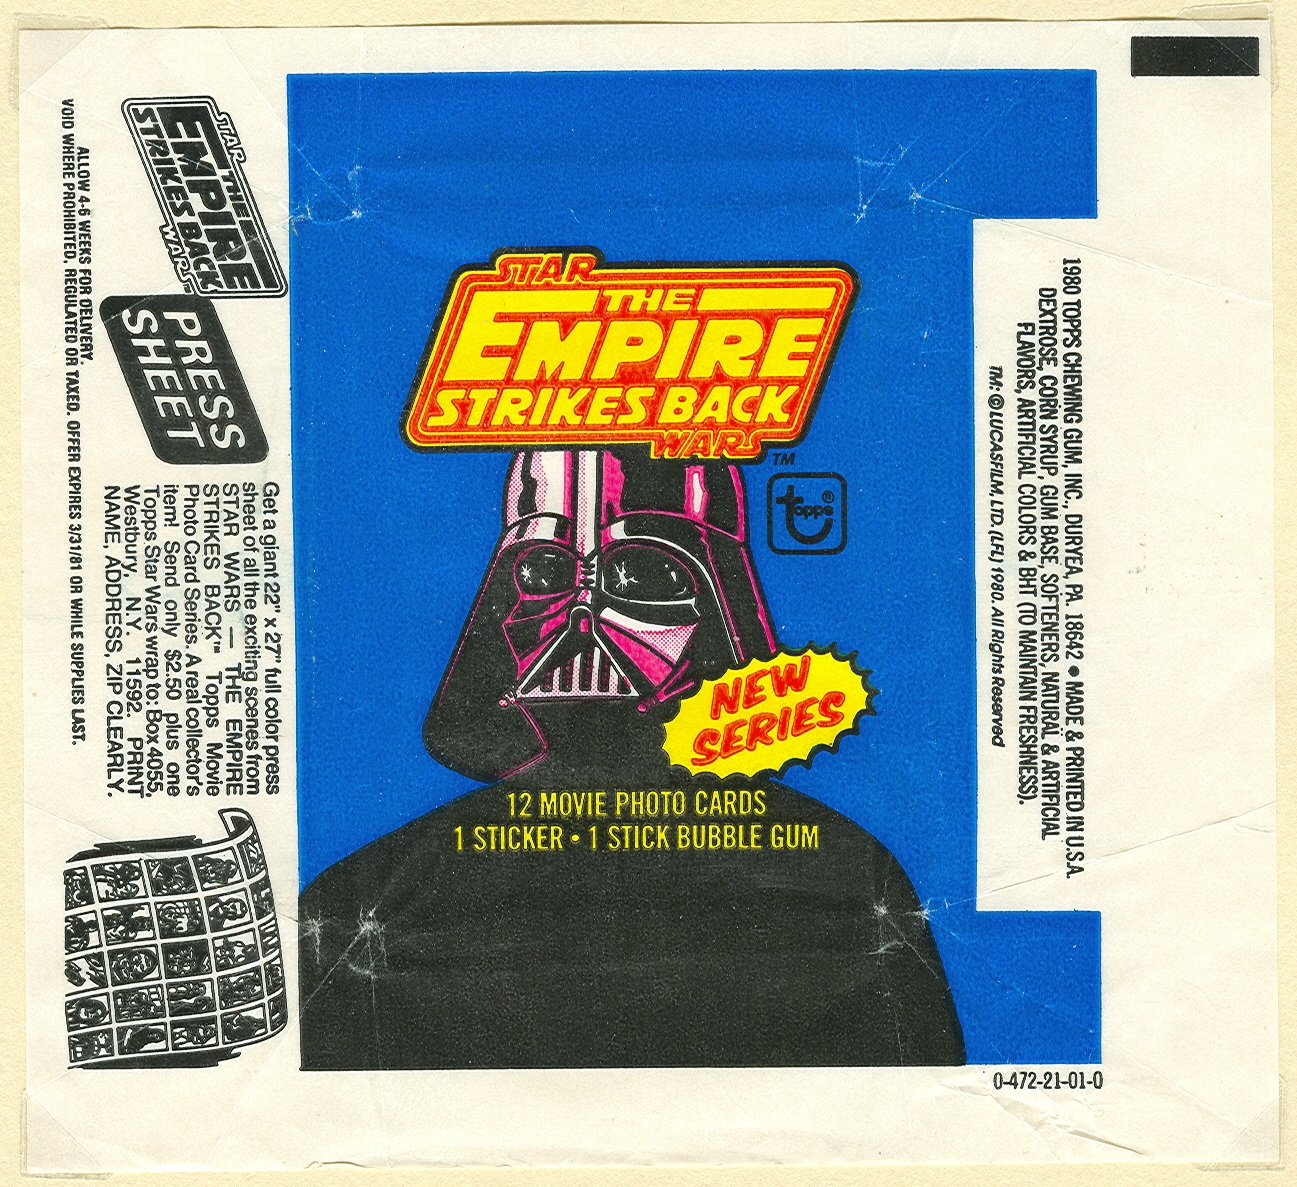 STAR
THE
EMPIRE
STRIKES BACK
WARS
TM
topps®
NEW
SERIES
12 MOVIE PHOTO CARDS
1 STICKER • 1 STICK BUBBLE GUM
STAR
THE
EMPIRE
STRIKES BACK
WARS
PRESS
SHEET
Get a giant 22" x 27" full color press
sheet of all the exciting scenes from
STAR WARS — THE EMPIRE
STRIKES BACK™ Topps Movie
Photo Card Series. A real collector's
item! Send only $2.50 plus one
Topps Star Wars wrap to: Box 4055,
Westbury, N.Y. 11592. PRINT
NAME, ADDRESS, ZIP CLEARLY.
ALLOW 4-6 WEEKS FOR DELIVERY.
VOID WHERE PROHIBITED, REGULATED OR TAXED. OFFER EXPIRES 3/31/81 OR WHILE SUPPLIES LAST.
1980 TOPPS CHEWING GUM, INC., DURYEA, PA. 18642 • MADE & PRINTED IN U.S.A.
DEXTROSE, CORN SYRUP, GUM BASE, SOFTENERS, NATURAL & ARTIFICIAL
FLAVORS, ARTIFICIAL COLORS & BHT (TO MAINTAIN FRESHNESS).
TM: © LUCASFILM, LTD. (LFL) 1980. All Rights Reserved
0-472-21-01-0